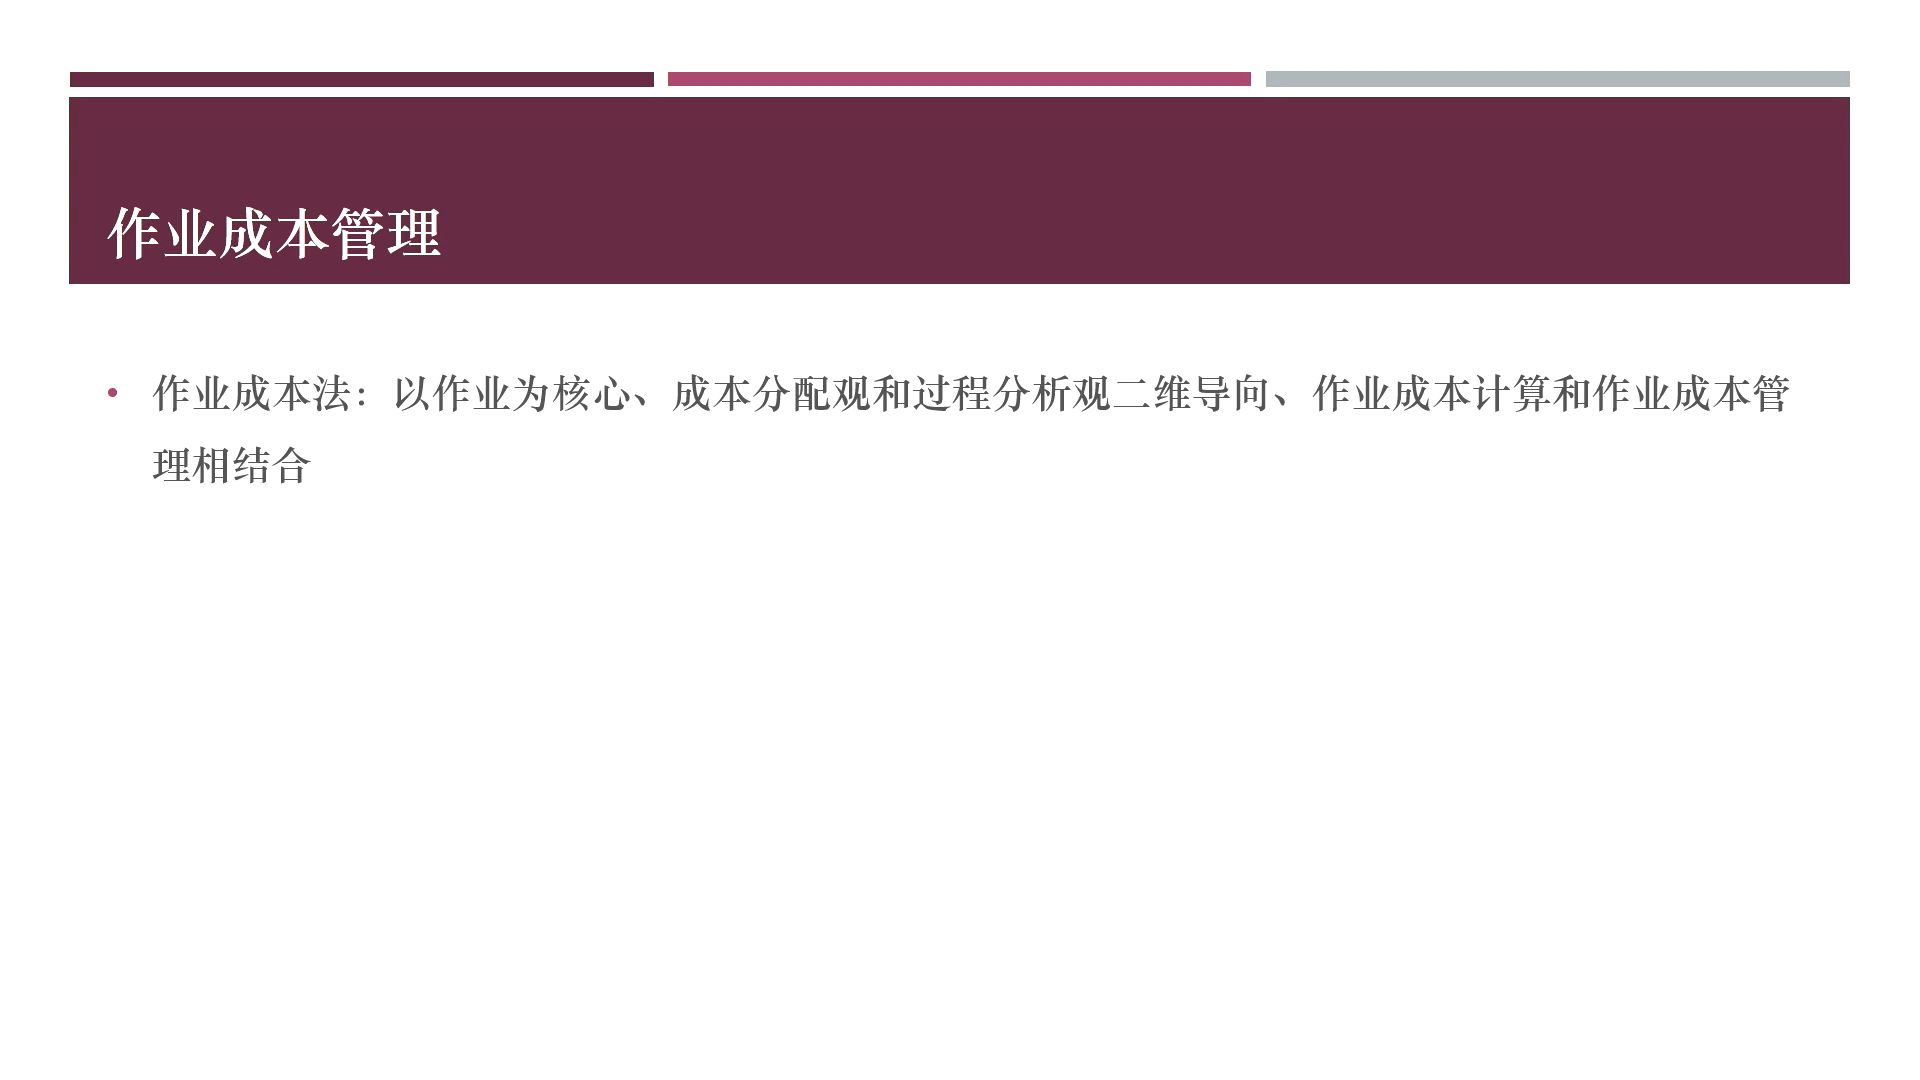 作业成本管理
• 作业成本法：以作业为核心、成本分配观和过程分析观二维导向、作业成本计算和作业成本管
理相结合